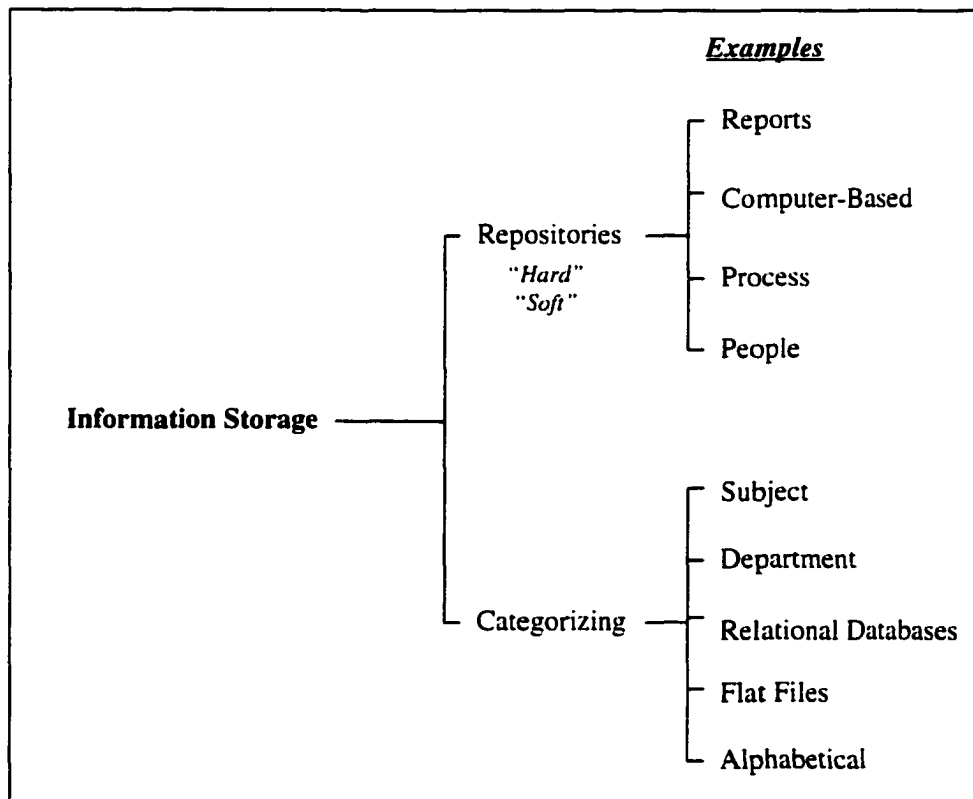 Examples
Reports
Computer-Based
Repositories
"Hard"
"Soft"
Process
People
Information Storage
Subject
Department
Categorizing
Relational Databases
Flat Files
Alphabetical